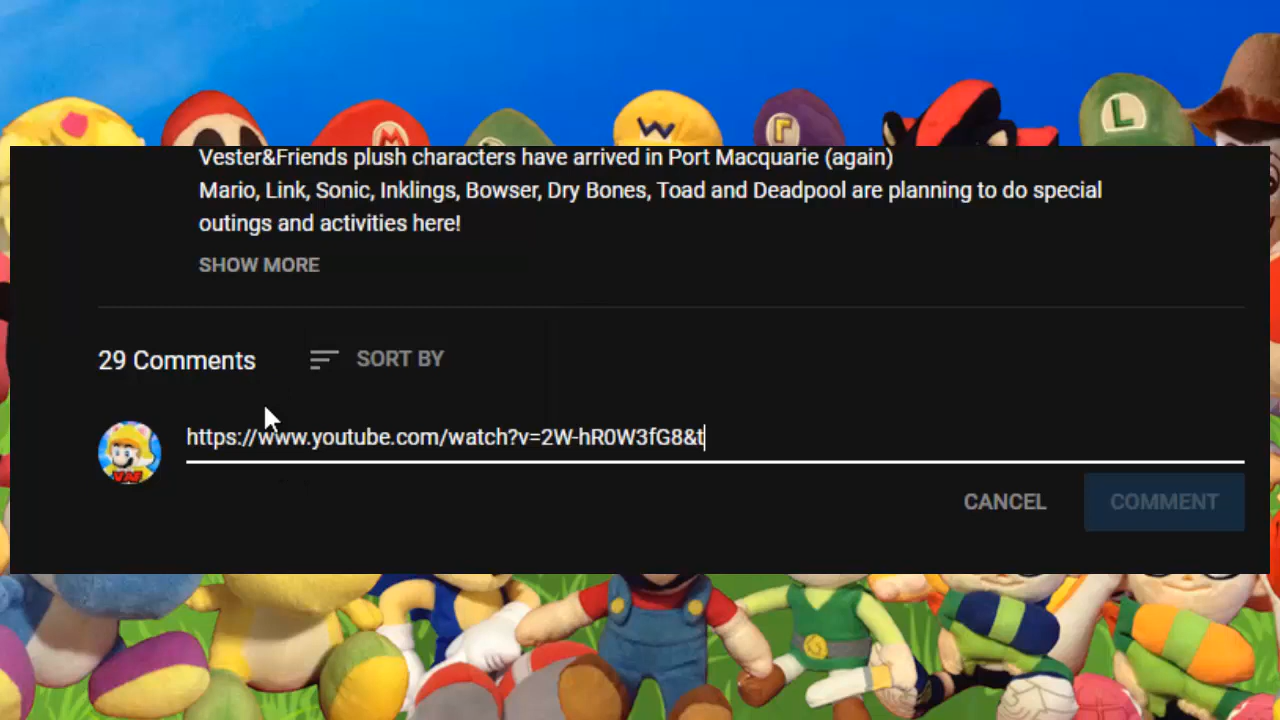 Vester&Friends plush characters have arrived in Port Macquarie (again)
Mario, Link, Sonic, Inklings, Bowser, Dry Bones, Toad and Deadpool are planning to do special
outings and activities here!
SHOW MORE
29 Comments SORT BY
https://www.youtube.com/watch?v=2W-hR0W3fG8&t
CANCEL COMMENT